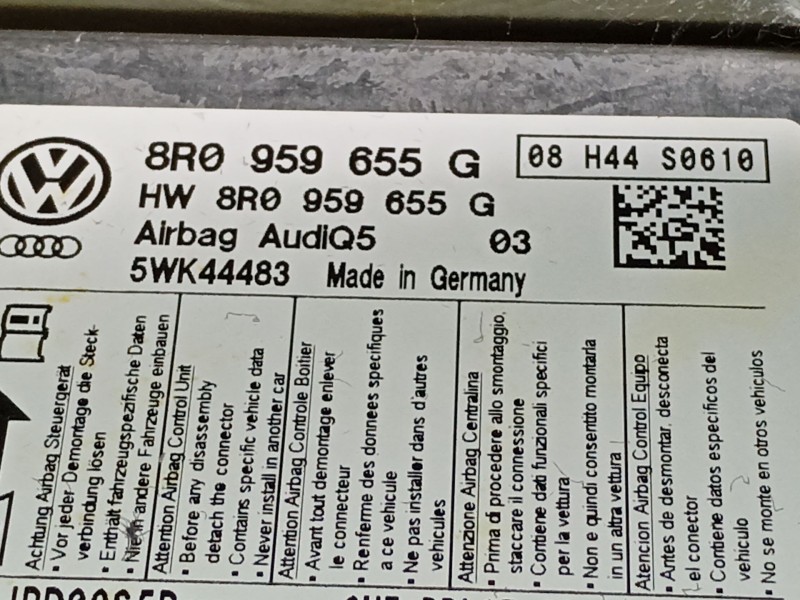 8R0 959 655 G
08 H44 S0610
HW 8R0 959 655 G
Airbag AudiQ5 03
5WK44483 Made in Germany
Achtung Airbag Steuergerät
• Vor jeder Demontage die Steck-
verbindung lösen
• Enthält fahrzeugspezifische Daten
• Nie in andere Fahrzeuge einbauen
Attention Airbag Control Unit
• Before any disassembly
detach the connector
• Contains specific vehicle data
• Never install in another car
Attention Airbag Controle Boitier
• Avant tout demontage enlever
le connecteur
• Renferme des donnees specifiques
a ce vehicule
• Ne pas installer dans d'autres
vehicules
Attenzione Airbag Centralina
• Prima di procedere allo smontaggio,
staccare il connessione
• Contiene dati funzionali specifici
per la vettura
• Non e quindi consentito montarla
in un altra vettura
Atencion Airbag Control Equipo
• Antes de desmontar, desconecta
el conector
• Contiene datos especificos del
vehiculo
• No se monte en otros vehiculos